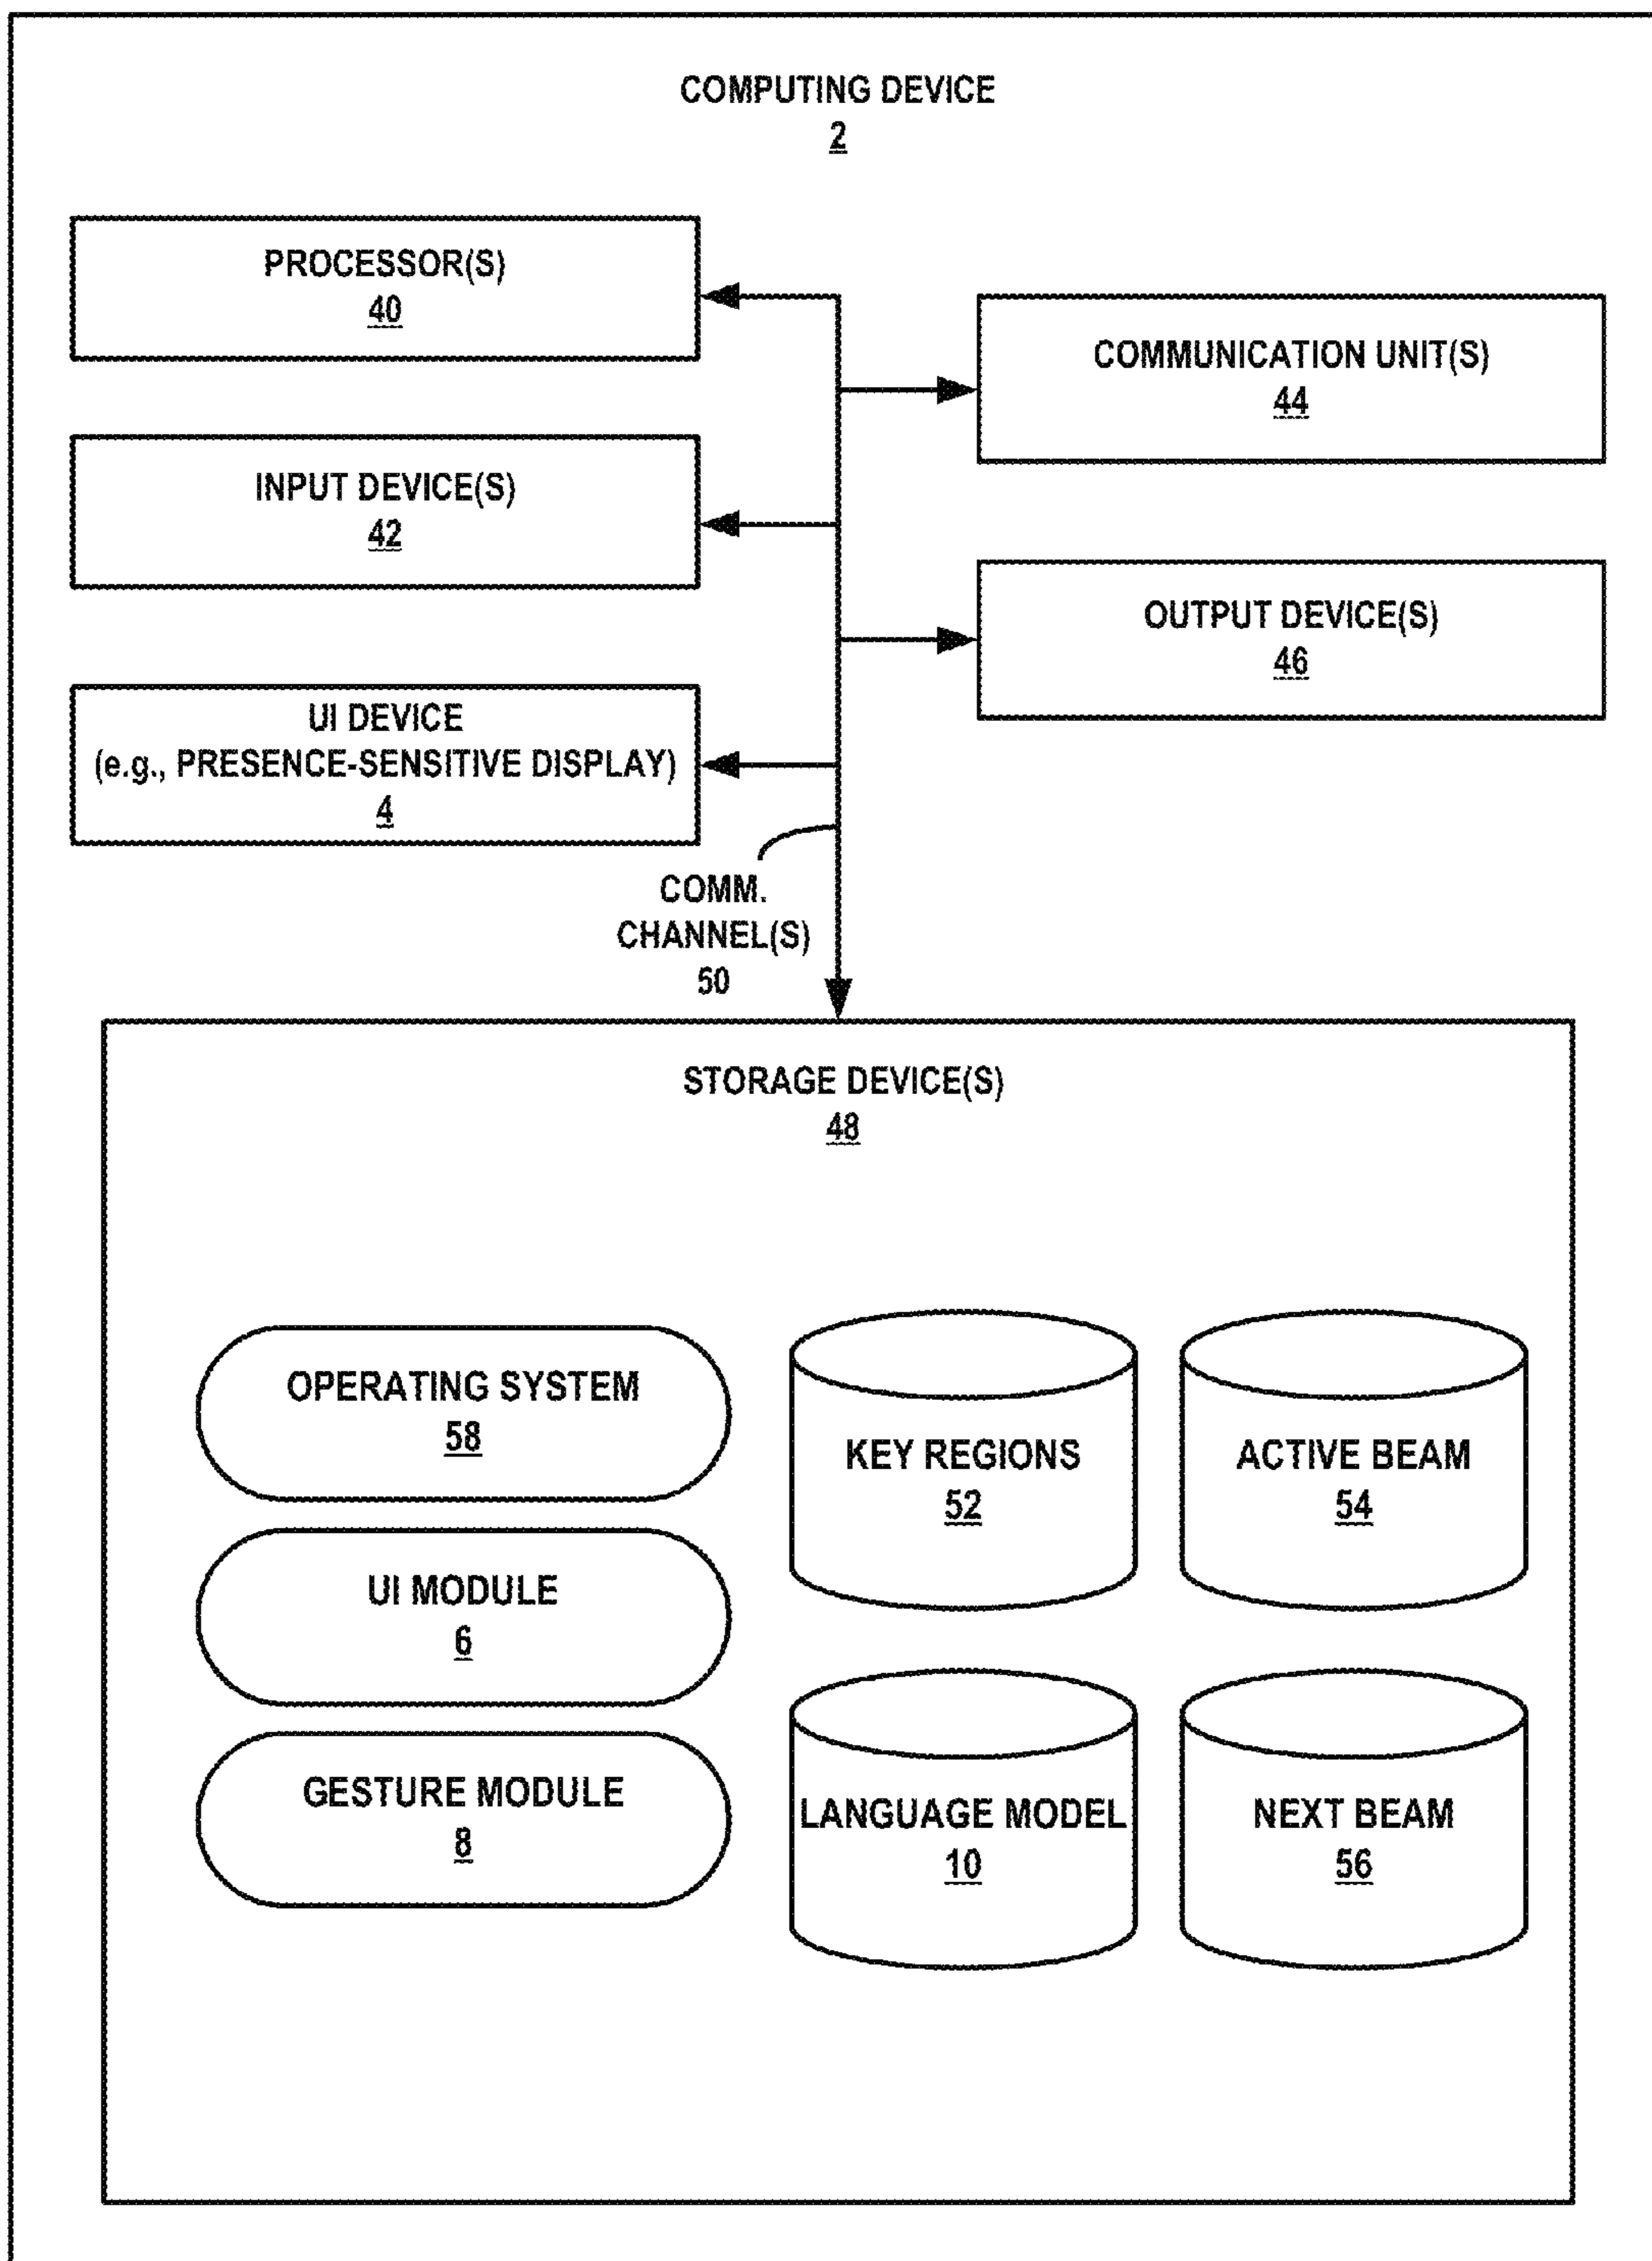 COMPUTING DEVICE
2
PROCESSOR(S)
40
COMMUNICATION UNIT(S)
44
INPUT DEVICE(S)
42
OUTPUT DEVICE(S)
46
UI DEVICE
(e.g., PRESENCE-SENSITIVE DISPLAY)
4
COMM.
CHANNEL(S)
50
STORAGE DEVICE(S)
48
OPERATING SYSTEM
58
UI MODULE
6
GESTURE MODULE
8
KEY REGIONS
52
ACTIVE BEAM
54
LANGUAGE MODEL
10
NEXT BEAM
56